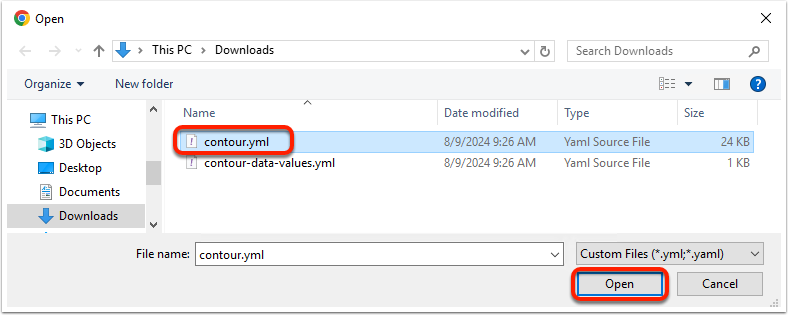 Open
This PC > Downloads
Search Downloads
Organize
New folder
?
This PC
3D Objects
Desktop
Documents
Downloads
Name Date modified Type Size
contour.yml 8/9/2024 9:26 AM Yaml Source File 24 KB
contour-data-values.yml 8/9/2024 9:26 AM Yaml Source File 1 KB
File name: contour.yml Custom Files (*.yml;*.yaml)
Open Cancel